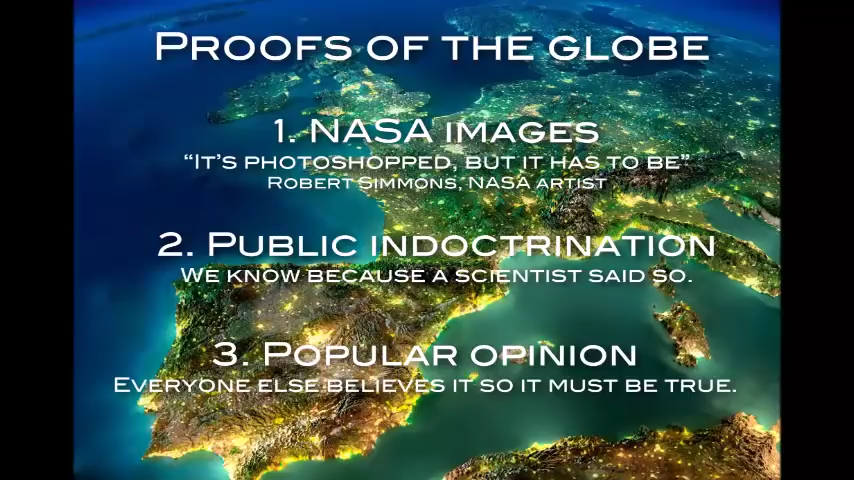 PROOFS OF THE GLOBE
1. NASA IMAGES
“IT’S PHOTOSHOPPED, BUT IT HAS TO BE”
ROBERT SIMMONS, NASA ARTIST
2. PUBLIC INDOCTRINATION
WE KNOW BECAUSE A SCIENTIST SAID SO.
3. POPULAR OPINION
EVERYONE ELSE BELIEVES IT SO IT MUST BE TRUE.